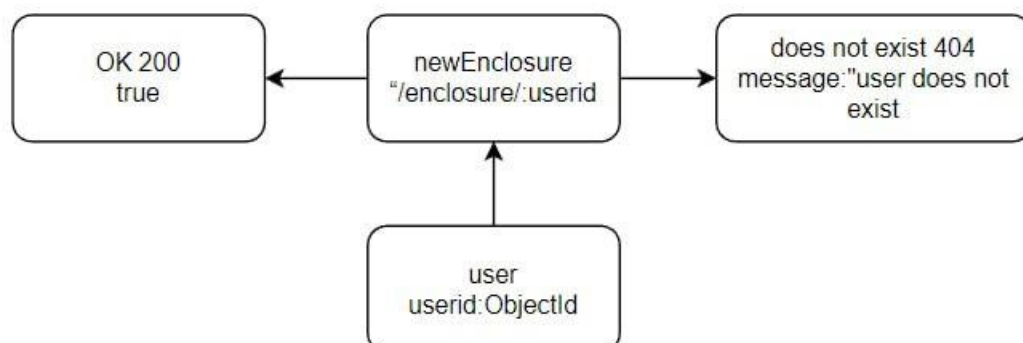 OK 200
true
newEnclosure
“/enclosure/:userid
does not exist 404
message:"user does not
exist
user
userid:ObjectId